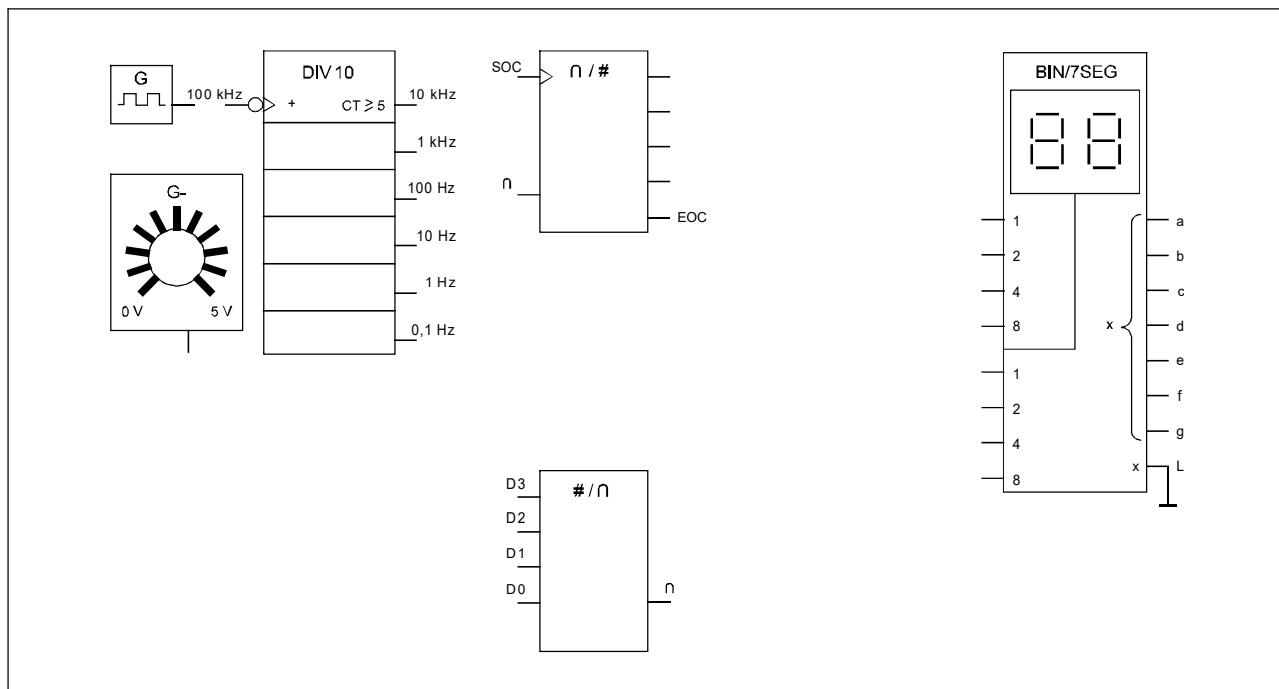 G
100 kHz
DIV 10
+ CT ≥ 5
10 kHz
1 kHz
100 Hz
10 Hz
1 Hz
0,1 Hz
G-
0 V 5 V
SOC
∩ / #
∩
EOC
D3
D2
D1
D0
# / ∩
∩
BIN/7SEG
88
1
2
4
8
1
2
4
8
x
a
b
c
d
e
f
g
x L